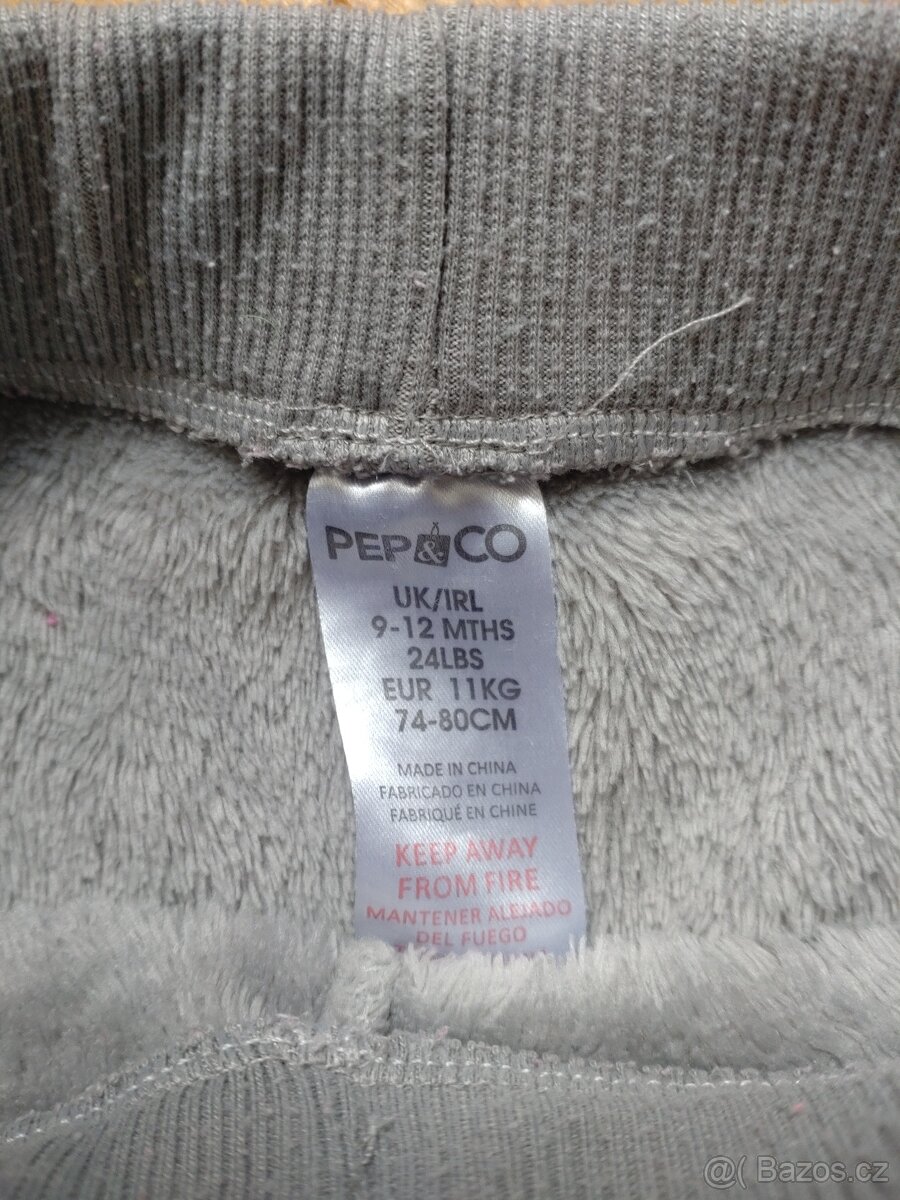 PEP&CO
UK/IRL
9-12 MTHS
24LBS
EUR 11KG
74-80CM
MADE IN CHINA
FABRICADO EN CHINA
FABRIQUÉ EN CHINE
KEEP AWAY
FROM FIRE
MANTENER ALEJADO
DEL FUEGO
@( Bazos.cz